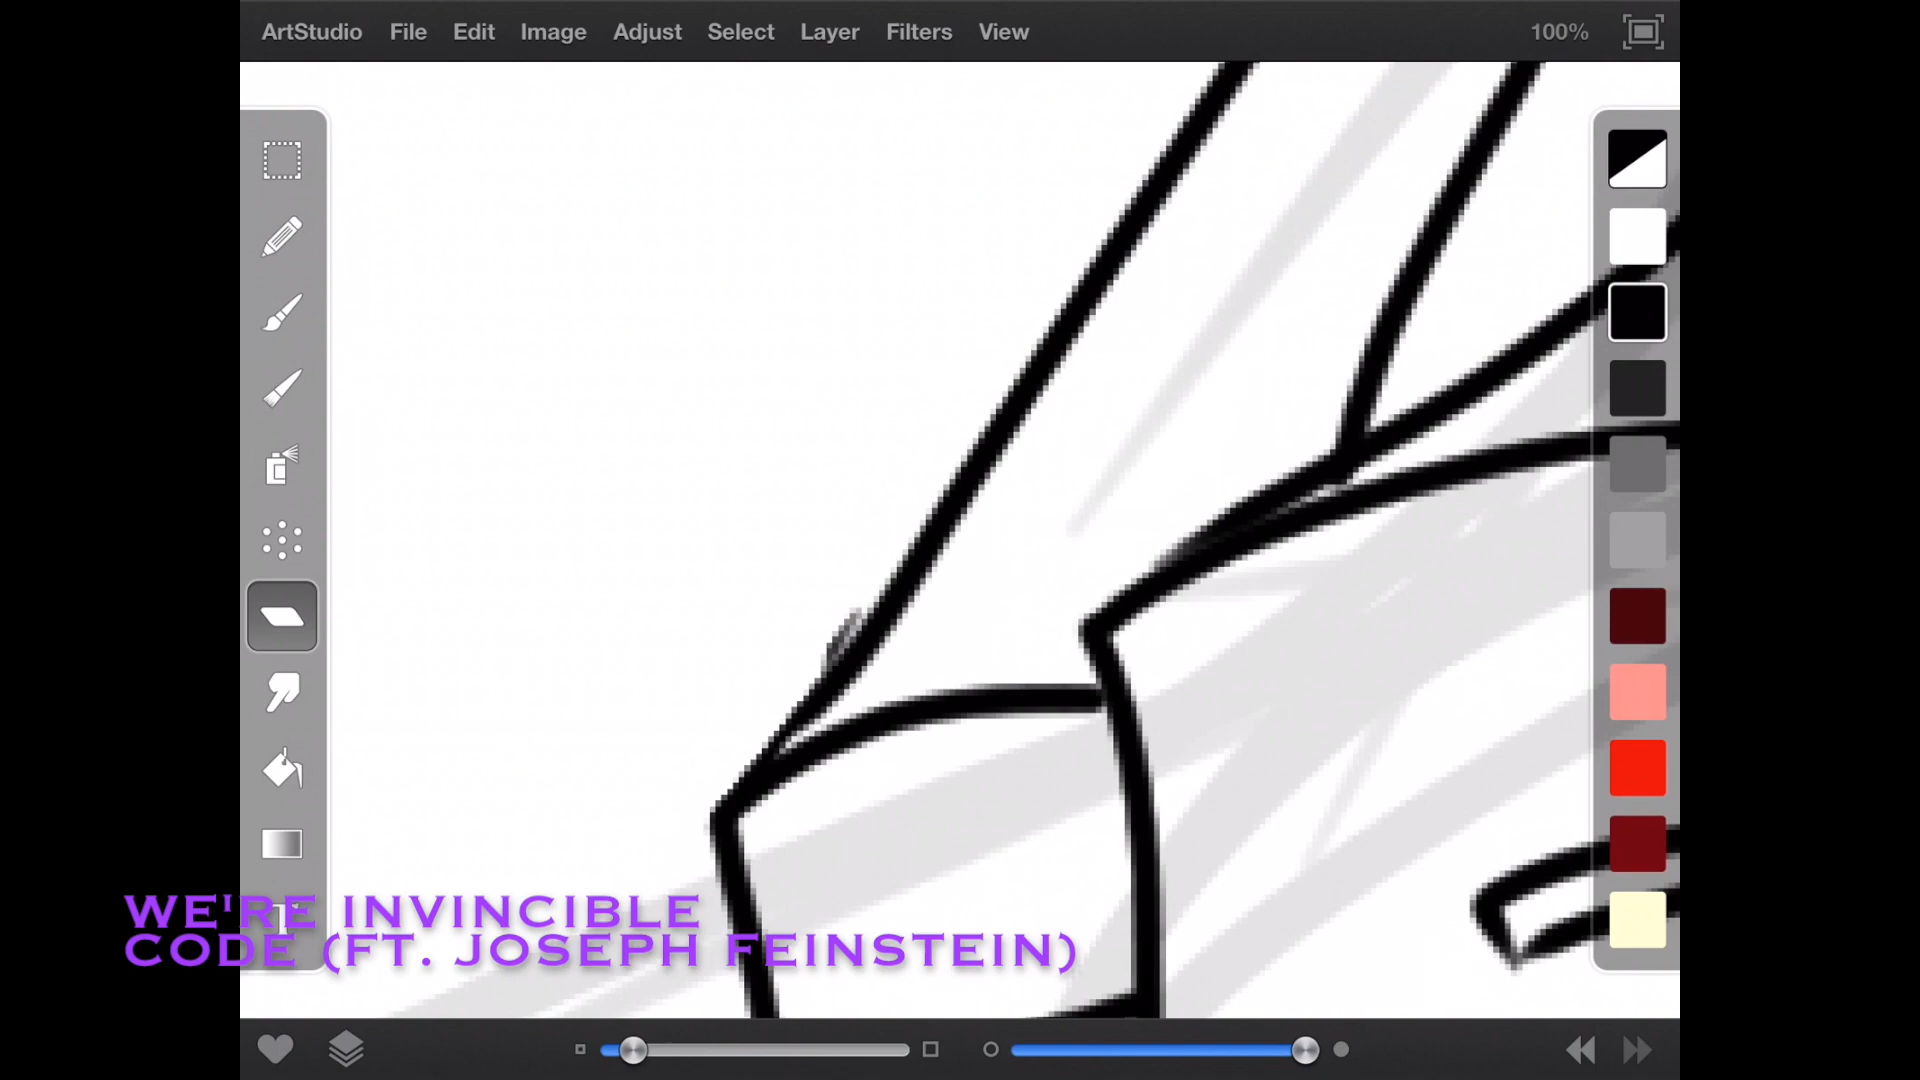 ArtStudio File Edit Image Adjust Select Layer Filters View 100%
WE'RE INVINCIBLE
CODE (FT. JOSEPH FEINSTEIN)